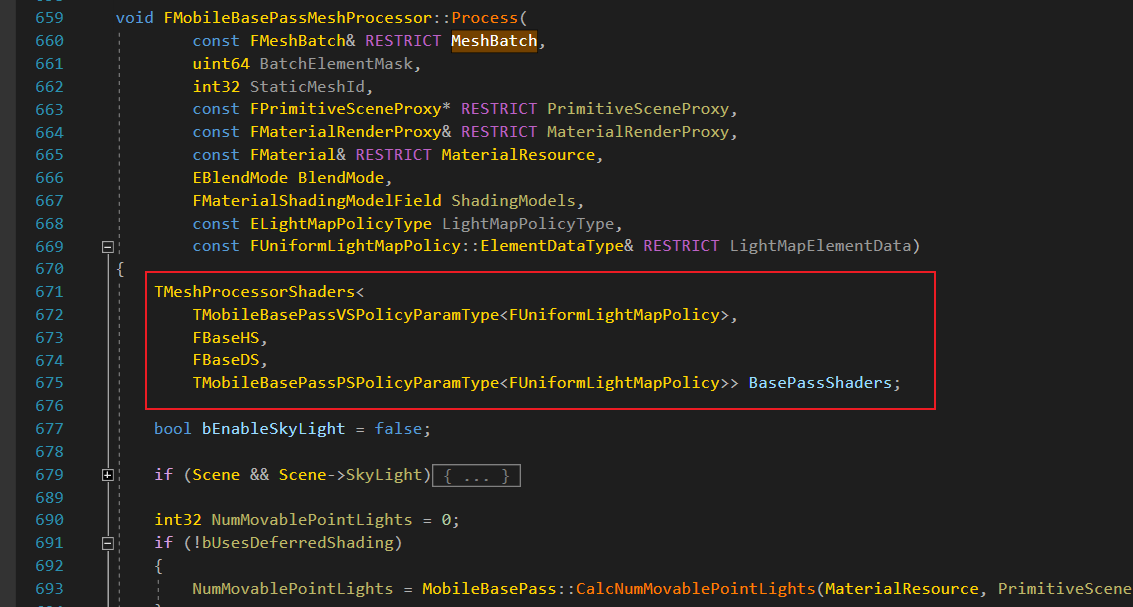 659 void FMobileBasePassMeshProcessor::Process(
660 const FMeshBatch& RESTRICT MeshBatch,
661 uint64 BatchElementMask,
662 int32 StaticMeshId,
663 const FPrimitiveSceneProxy* RESTRICT PrimitiveSceneProxy,
664 const FMaterialRenderProxy& RESTRICT MaterialRenderProxy,
665 const FMaterial& RESTRICT MaterialResource,
666 EBlendMode BlendMode,
667 FMaterialShadingModelField ShadingModels,
668 const ELightMapPolicyType LightMapPolicyType,
669 const FUniformLightMapPolicy::ElementDataType& RESTRICT LightMapElementData)
670 {
671 TMeshProcessorShaders<
672 TMobileBasePassVSPolicyParamType<FUniformLightMapPolicy>,
673 FBaseHS,
674 FBaseDS,
675 TMobileBasePassPSPolicyParamType<FUniformLightMapPolicy>> BasePassShaders;
676
677 bool bEnableSkyLight = false;
678
679 if (Scene && Scene->SkyLight){ ... }
689
690 int32 NumMovablePointLights = 0;
691 if (!bUsesDeferredShading)
692 {
693 NumMovablePointLights = MobileBasePass::CalcNumMovablePointLights(MaterialResource, PrimitiveScene